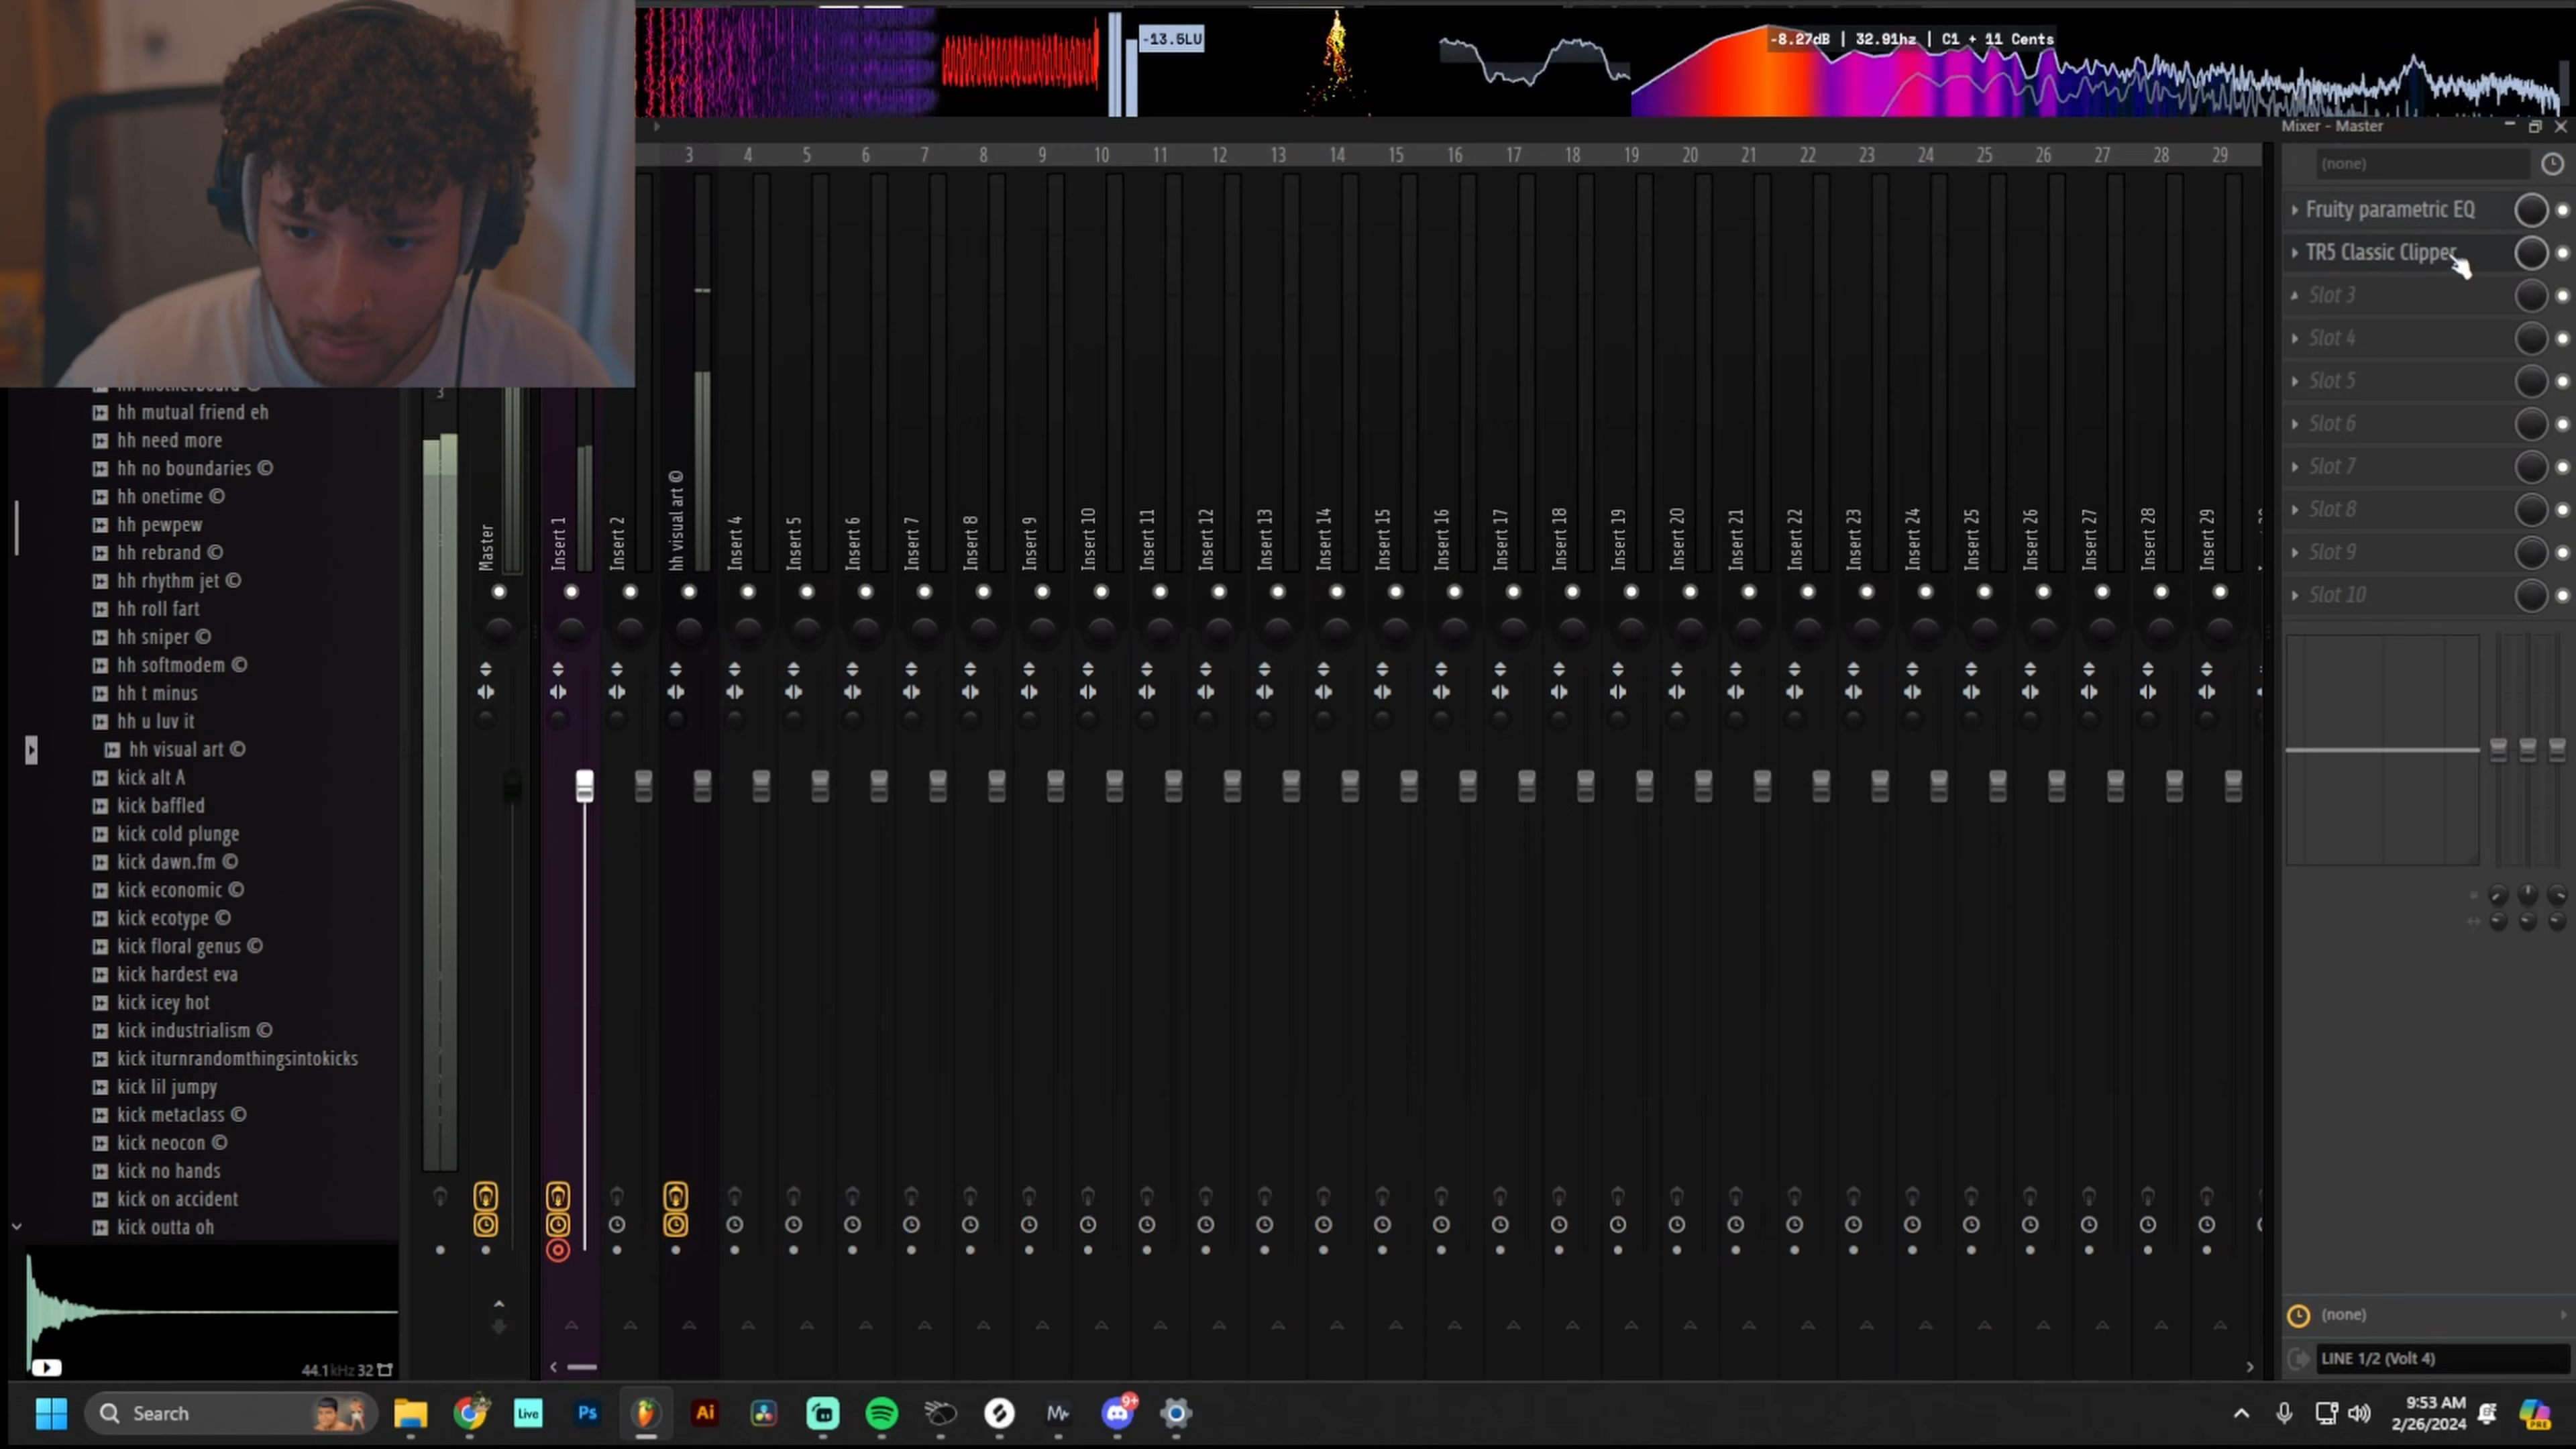 -13.5LU
-8.27dB | 32.91hz | C1 + 11 Cents
Mixer - Master
3 4 5 6 7 8 9 10 11 12 13 14 15 16 17 18 19 20 21 22 23 24 25 26 27 28 29
(none)
Fruity parametric EQ
TR5 Classic Clipper
Slot 3
Slot 4
Slot 5
Slot 6
Slot 7
Slot 8
Slot 9
Slot 10
3
hh mutual friend eh
hh need more
hh no boundaries ©
hh onetime ©
hh pewpew
hh rebrand ©
hh rhythm jet ©
hh roll fart
hh sniper ©
hh softmodem ©
hh t minus
hh u luv it
hh visual art ©
kick alt A
kick baffled
kick cold plunge
kick dawn.fm ©
kick economic ©
kick ecotype ©
kick floral genus ©
kick hardest eva
kick icey hot
kick industrialism ©
kick iturnrandomthingsintokicks
kick lil jumpy
kick metaclass ©
kick neocon ©
kick no hands
kick on accident
kick outta oh
Master
Insert 1
Insert 2
hh visual art ©
Insert 4
Insert 5
Insert 6
Insert 7
Insert 8
Insert 9
Insert 10
Insert 11
Insert 12
Insert 13
Insert 14
Insert 15
Insert 16
Insert 17
Insert 18
Insert 19
Insert 20
Insert 21
Insert 22
Insert 23
Insert 24
Insert 25
Insert 26
Insert 27
Insert 28
Insert 29
44.1kHz 32
(none)
LINE 1/2 (Volt 4)
Search
Live
Ps
Ai
9+
9:53 AM
2/26/2024
PRE